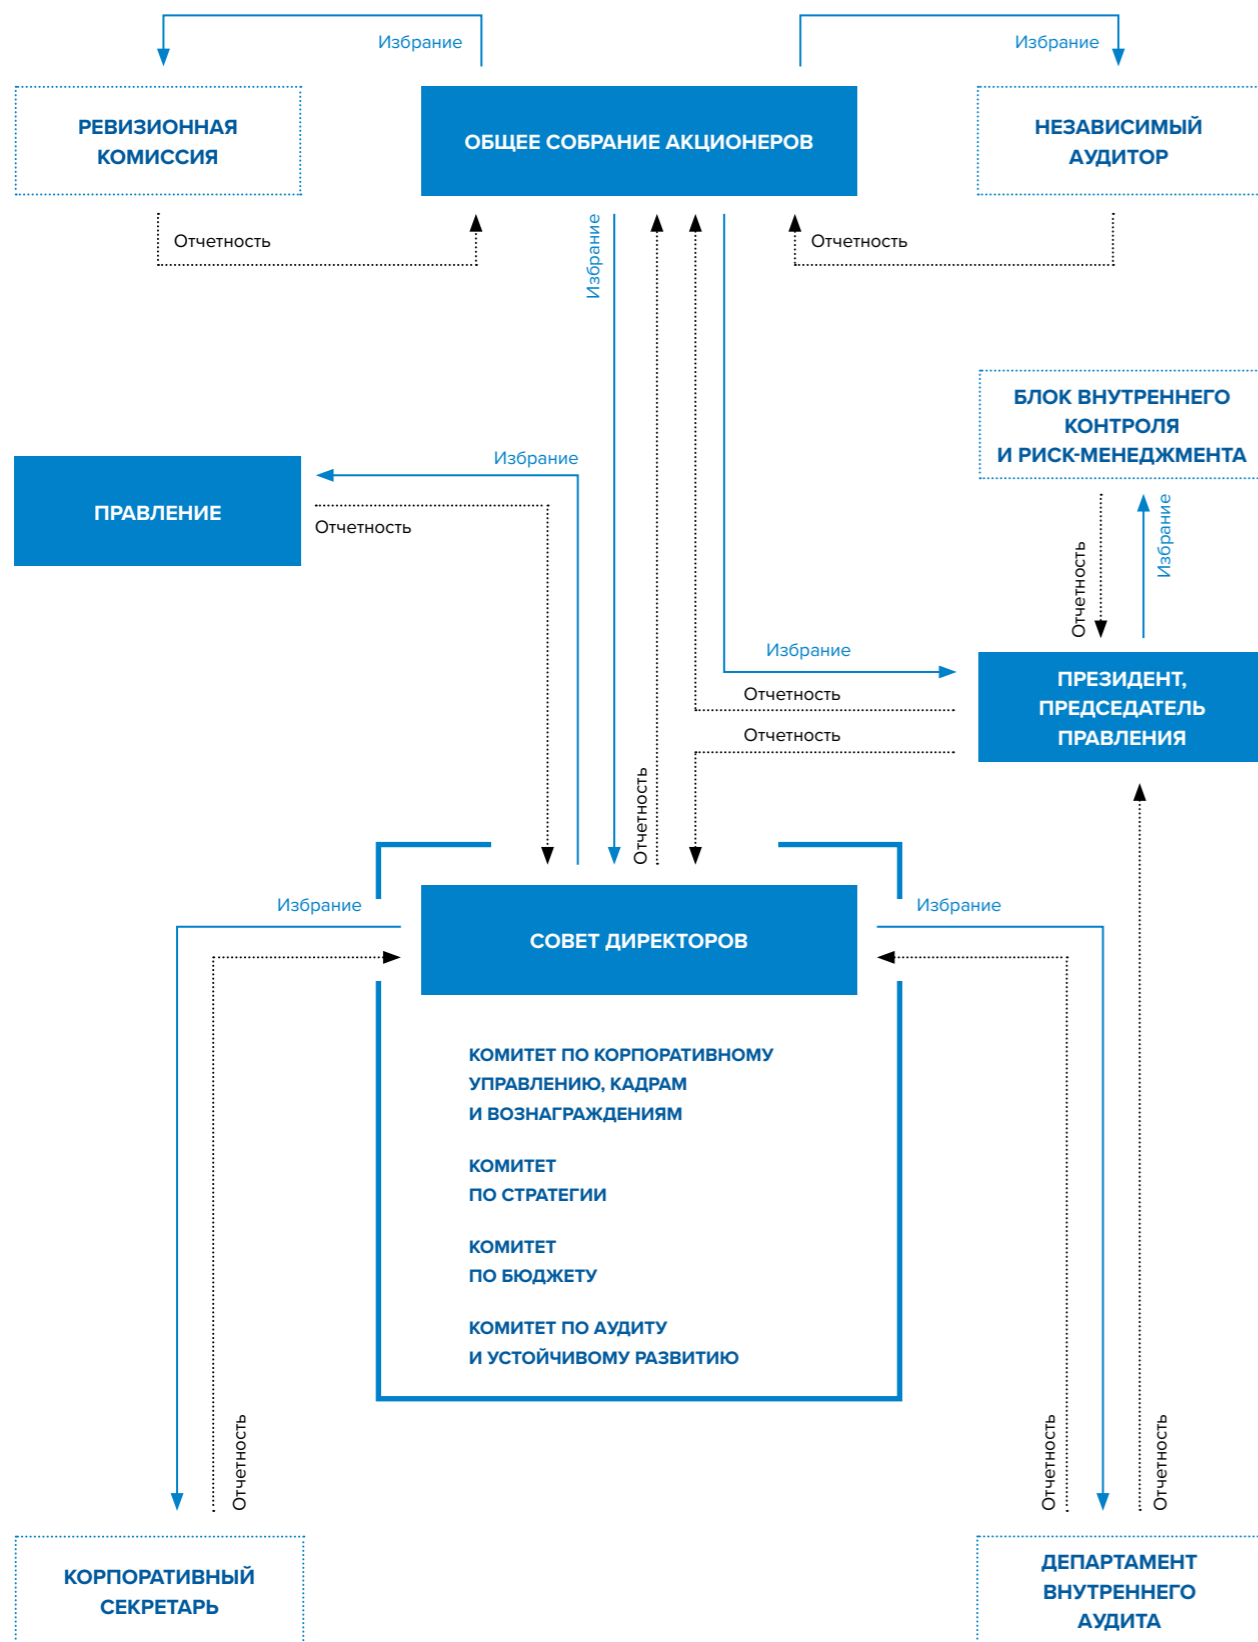 Избрание
Избрание
РЕВИЗИОННАЯ
КОМИССИЯ
ОБЩЕЕ СОБРАНИЕ АКЦИОНЕРОВ
НЕЗАВИСИМЫЙ
АУДИТОР
Отчетность
Избрание
Отчетность
БЛОК ВНУТРЕННЕГО
КОНТРОЛЯ
И РИСК-МЕНЕДЖМЕНТА
Избрание
ПРАВЛЕНИЕ
Отчетность
Отчетность
Избрание
Избрание
ПРЕЗИДЕНТ,
ПРЕДСЕДАТЕЛЬ
ПРАВЛЕНИЯ
Отчетность
Отчетность
Отчетность
Избрание
Избрание
СОВЕТ ДИРЕКТОРОВ
КОМИТЕТ ПО КОРПОРАТИВНОМУ
УПРАВЛЕНИЮ, КАДРАМ
И ВОЗНАГРАЖДЕНИЯМ
КОМИТЕТ
ПО СТРАТЕГИИ
КОМИТЕТ
ПО БЮДЖЕТУ
КОМИТЕТ ПО АУДИТУ
И УСТОЙЧИВОМУ РАЗВИТИЮ
Отчетность
Отчетность
Отчетность
КОРПОРАТИВНЫЙ
СЕКРЕТАРЬ
ДЕПАРТАМЕНТ
ВНУТРЕННЕГО
АУДИТА